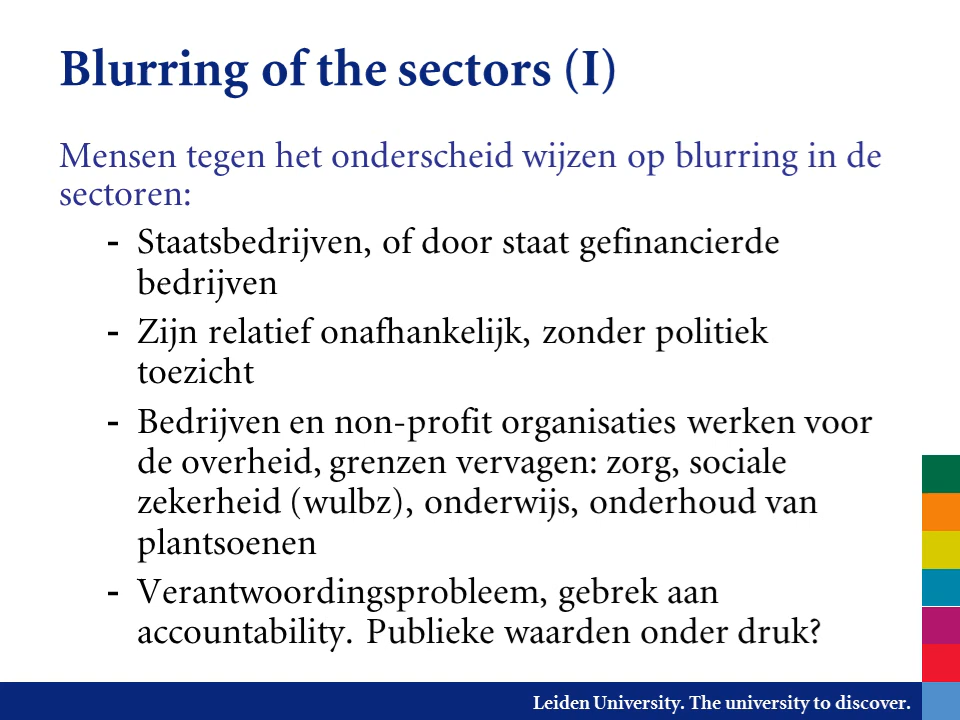 Blurring of the sectors (I)
Mensen tegen het onderscheid wijzen op blurring in de
sectoren:
- Staatsbedrijven, of door staat gefinancierde
bedrijven
- Zijn relatief onafhankelijk, zonder politiek
toezicht
- Bedrijven en non-profit organisaties werken voor
de overheid, grenzen vervagen: zorg, sociale
zekerheid (wulbz), onderwijs, onderhoud van
plantsoenen
- Verantwoordingsprobleem, gebrek aan
accountability. Publieke waarden onder druk?
Leiden University. The university to discover.